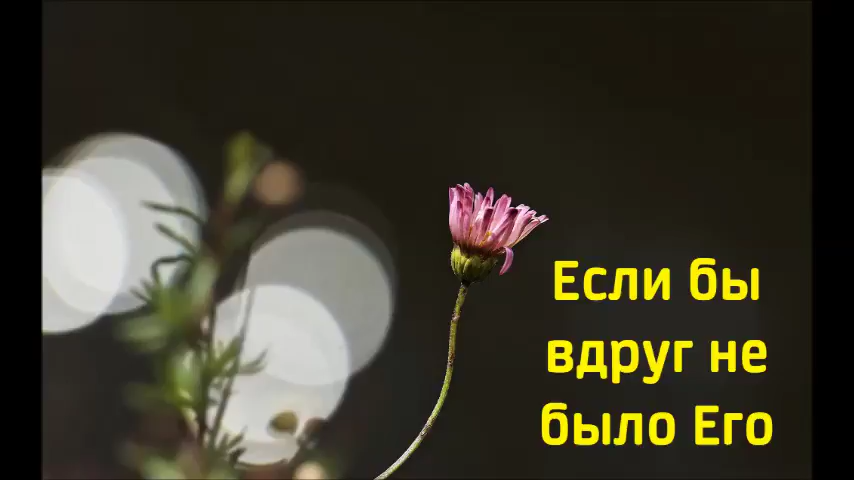 Если бы
вдруг не
было Его